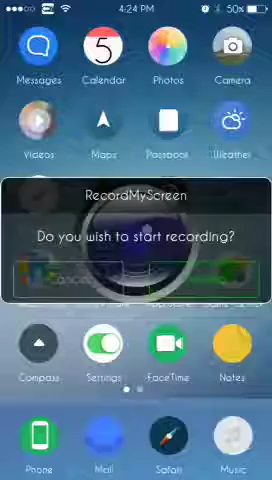 4:24 PM 50%
5
Messages Calendar Photos Camera
Videos Maps Passbook Weather
RecordMyScreen
Do you wish to start recording?
Cancel
Compass Settings FaceTime Notes
Phone Mail Safari Music